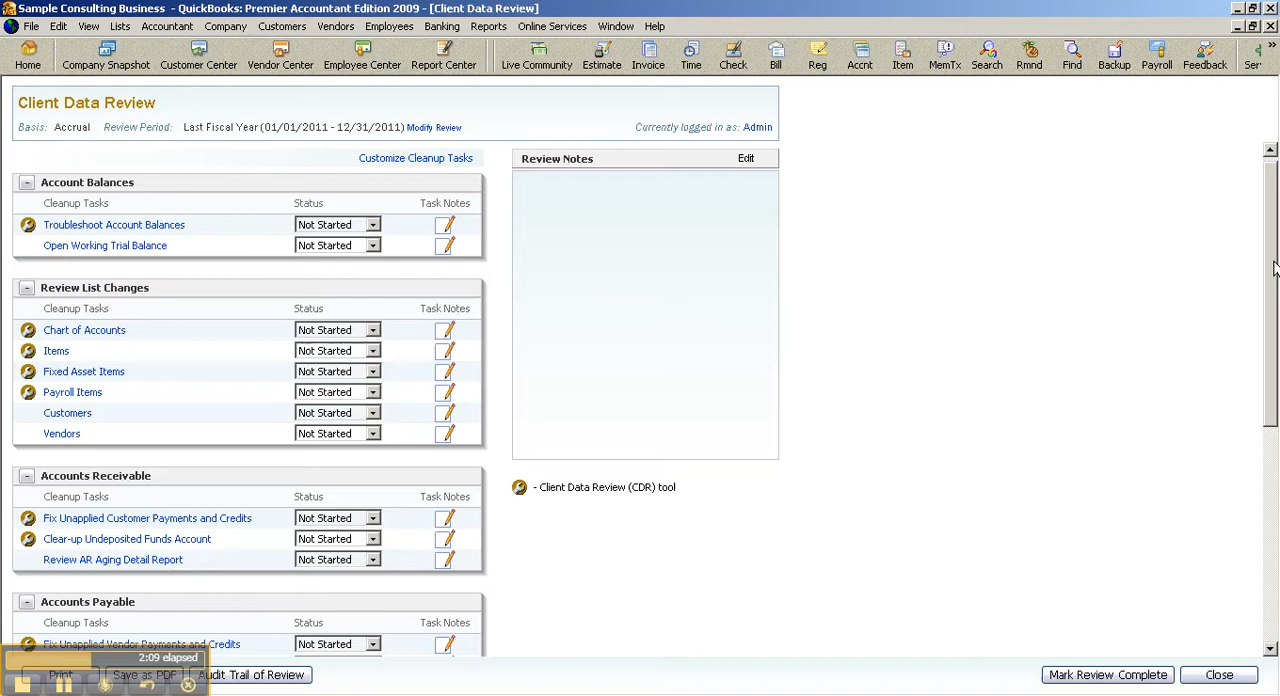 Sample Consulting Business - QuickBooks: Premier Accountant Edition 2009 - [Client Data Review]
File Edit View Lists Accountant Company Customers Vendors Employees Banking Reports Online Services Window Help
Home Company Snapshot Customer Center Vendor Center Employee Center Report Center Live Community Estimate Invoice Time Check Bill Reg Accnt Item MemTx Search Rmnd Find Backup Payroll Feedback Ser
Client Data Review
Basis: Accrual Review Period: Last Fiscal Year (01/01/2011 - 12/31/2011) Modify Review Currently logged in as: Admin
Customize Cleanup Tasks Review Notes Edit
- Account Balances
Cleanup Tasks Status Task Notes
Troubleshoot Account Balances Not Started
Open Working Trial Balance Not Started
- Review List Changes
Cleanup Tasks Status Task Notes
Chart of Accounts Not Started
Items Not Started
Fixed Asset Items Not Started
Payroll Items Not Started
Customers Not Started
Vendors Not Started
- Accounts Receivable
- Client Data Review (CDR) tool
Cleanup Tasks Status Task Notes
Fix Unapplied Customer Payments and Credits Not Started
Clear-up Undeposited Funds Account Not Started
Review AR Aging Detail Report Not Started
- Accounts Payable
Cleanup Tasks Status Task Notes
Fix Unapplied Vendor Payments and Credits Not Started
2:09 elapsed
Print Save as PDF Audit Trail of Review Mark Review Complete Close